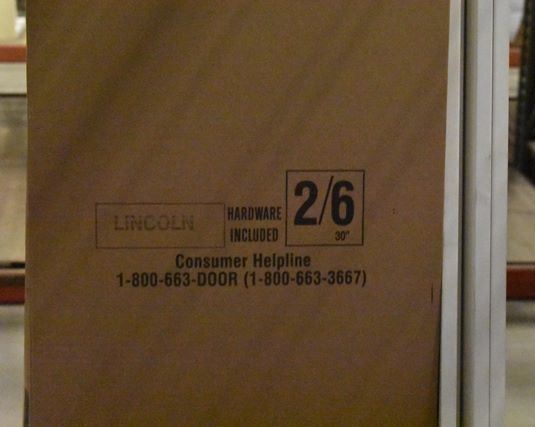 LINCOLN
HARDWARE
INCLUDED
2/6
30"
Consumer Helpline
1-800-663-DOOR (1-800-663-3667)